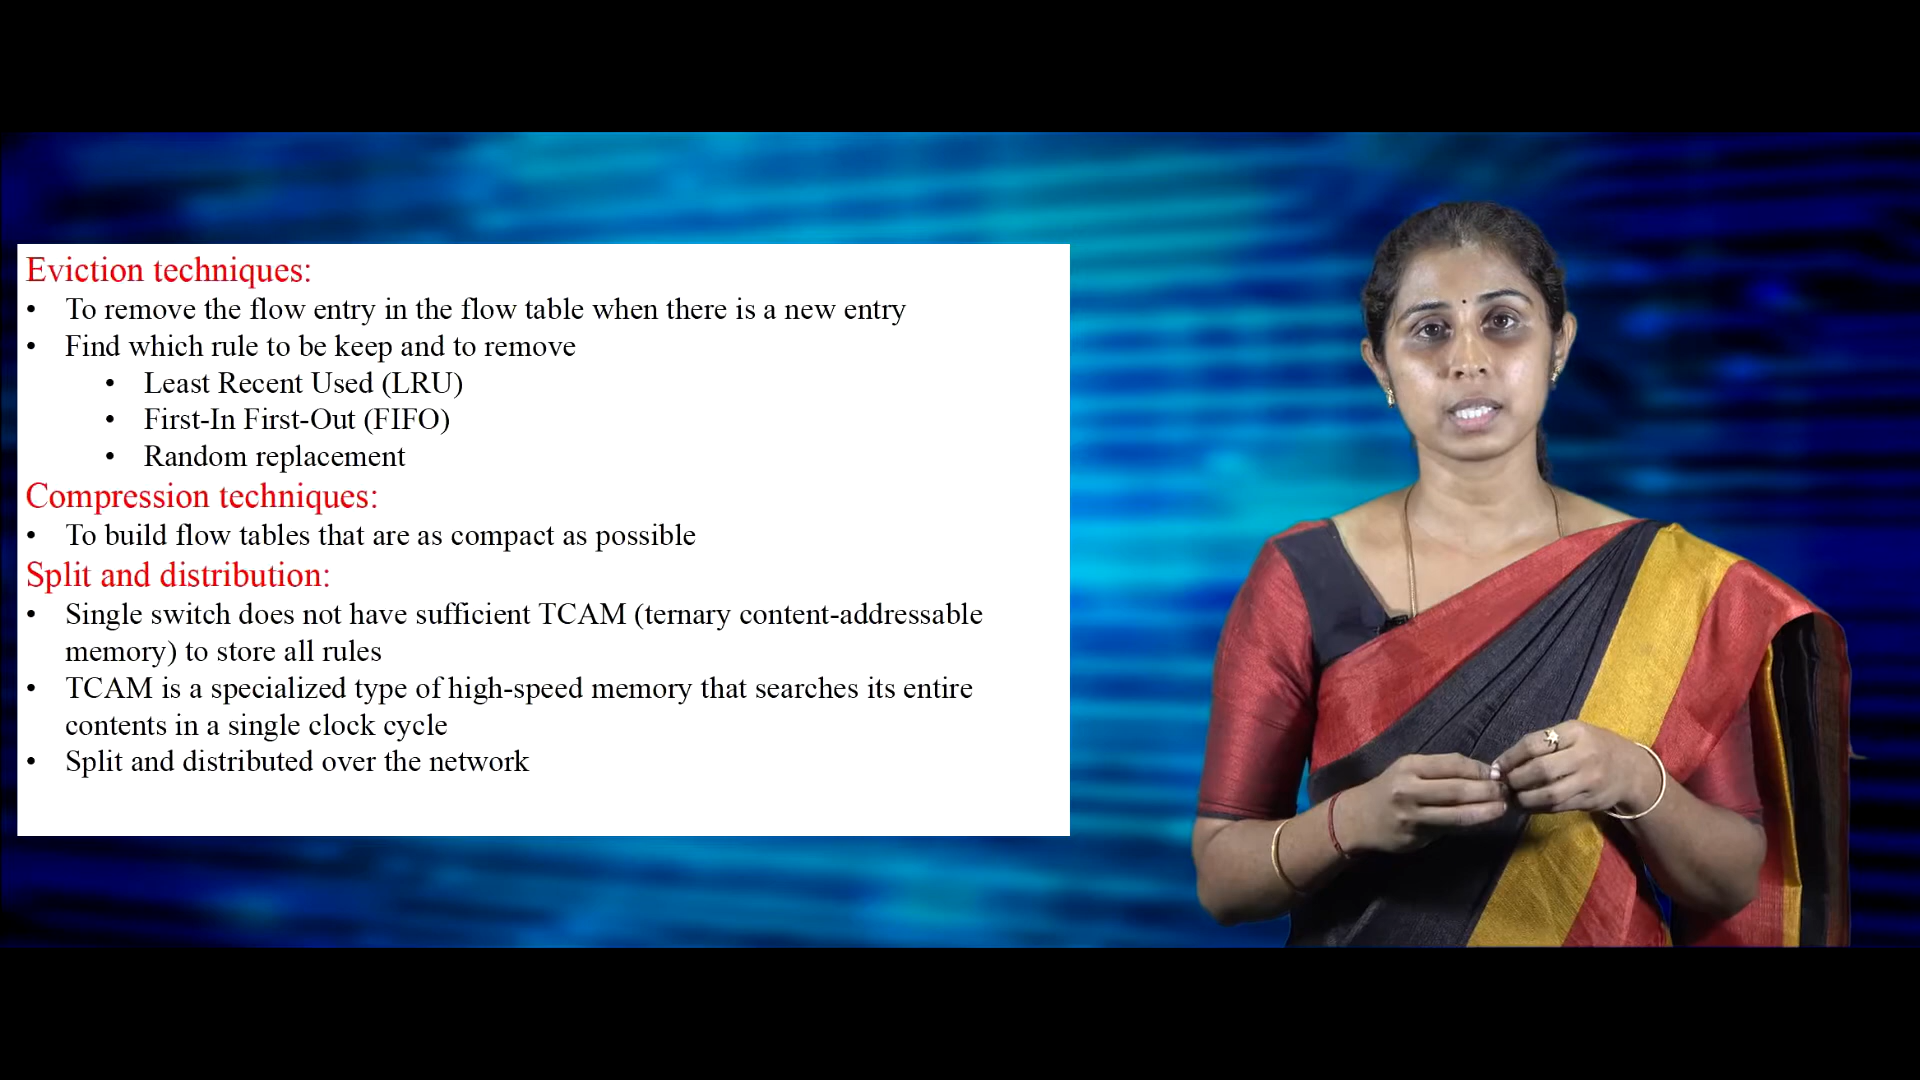 Eviction techniques:
• To remove the flow entry in the flow table when there is a new entry
• Find which rule to be keep and to remove
• Least Recent Used (LRU)
• First-In First-Out (FIFO)
• Random replacement
Compression techniques:
• To build flow tables that are as compact as possible
Split and distribution:
• Single switch does not have sufficient TCAM (ternary content-addressable
memory) to store all rules
• TCAM is a specialized type of high-speed memory that searches its entire
contents in a single clock cycle
• Split and distributed over the network